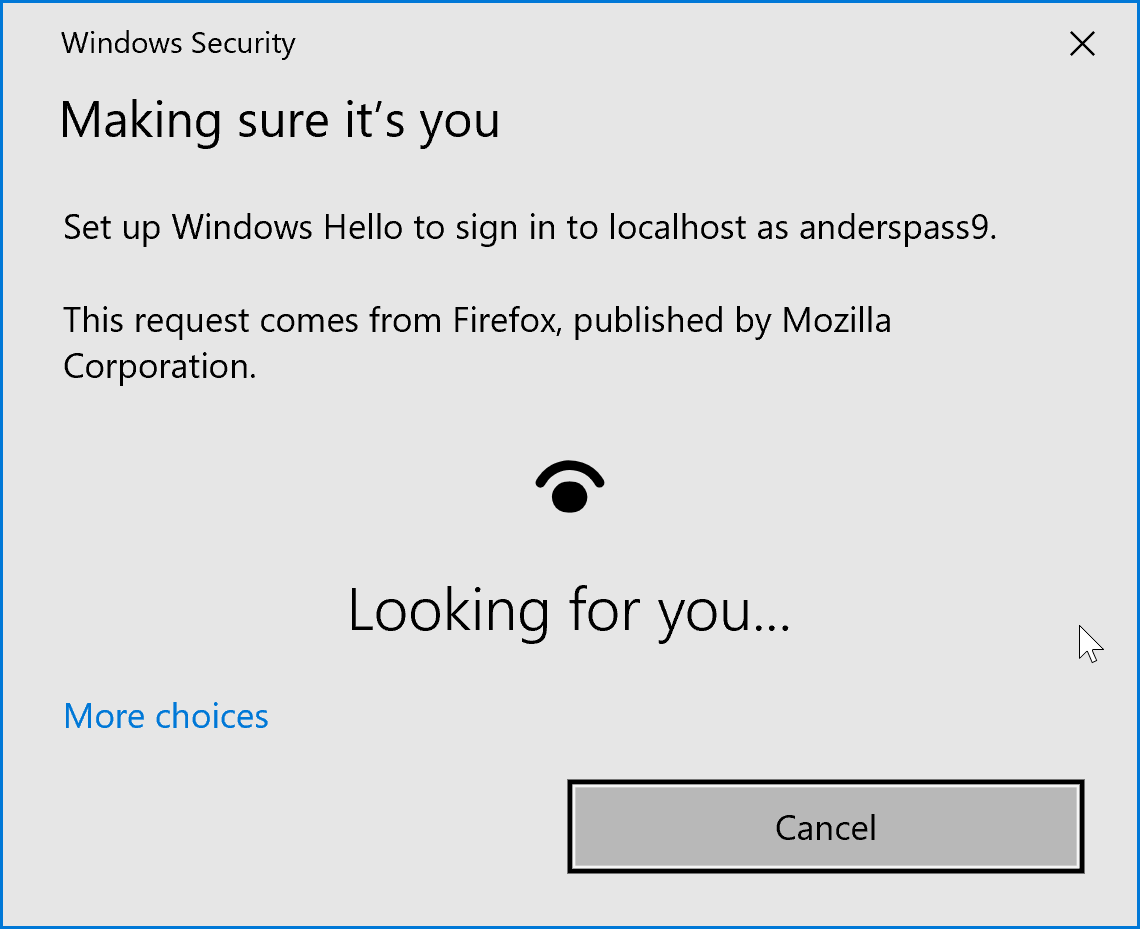 Windows Security
Making sure it’s you
Set up Windows Hello to sign in to localhost as anderspass9.
This request comes from Firefox, published by Mozilla
Corporation.
Looking for you...
More choices
Cancel